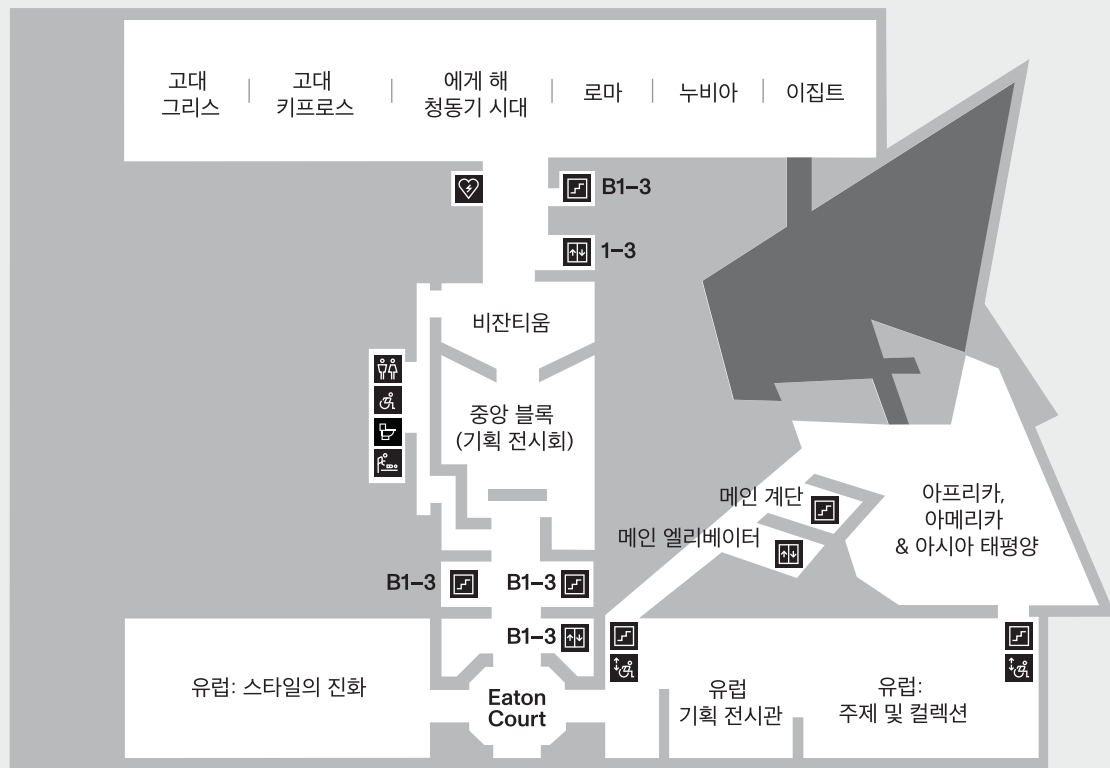 고대
그리스
고대
키프로스
에게 해
청동기 시대
로마
누비아
이집트
B1–3
1–3
비잔티움
중앙 블록
(기획 전시회)
메인 계단
메인 엘리베이터
아프리카,
아메리카
& 아시아 태평양
B1–3
B1–3
B1–3
유럽: 스타일의 진화
Eaton
Court
유럽
기획 전시관
유럽:
주제 및 컬렉션